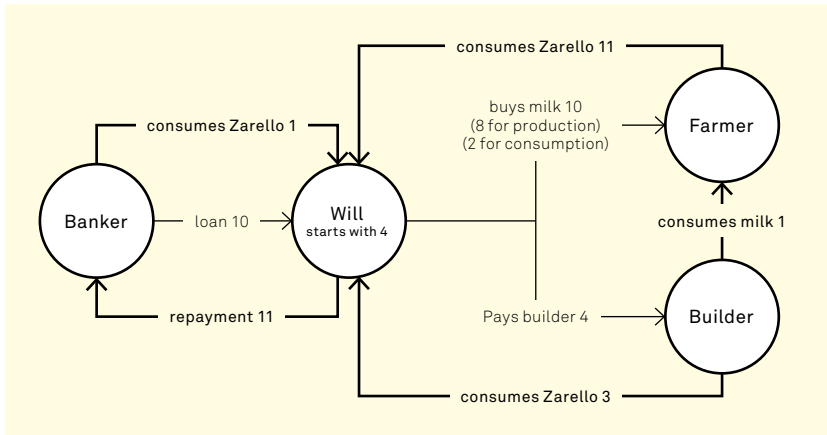 consumes Zarello 11
buys milk 10
(8 for production)
(2 for consumption)
Farmer
consumes Zarello 1
Banker
loan 10
Will
starts with 4
consumes milk 1
repayment 11
Pays builder 4
Builder
consumes Zarello 3